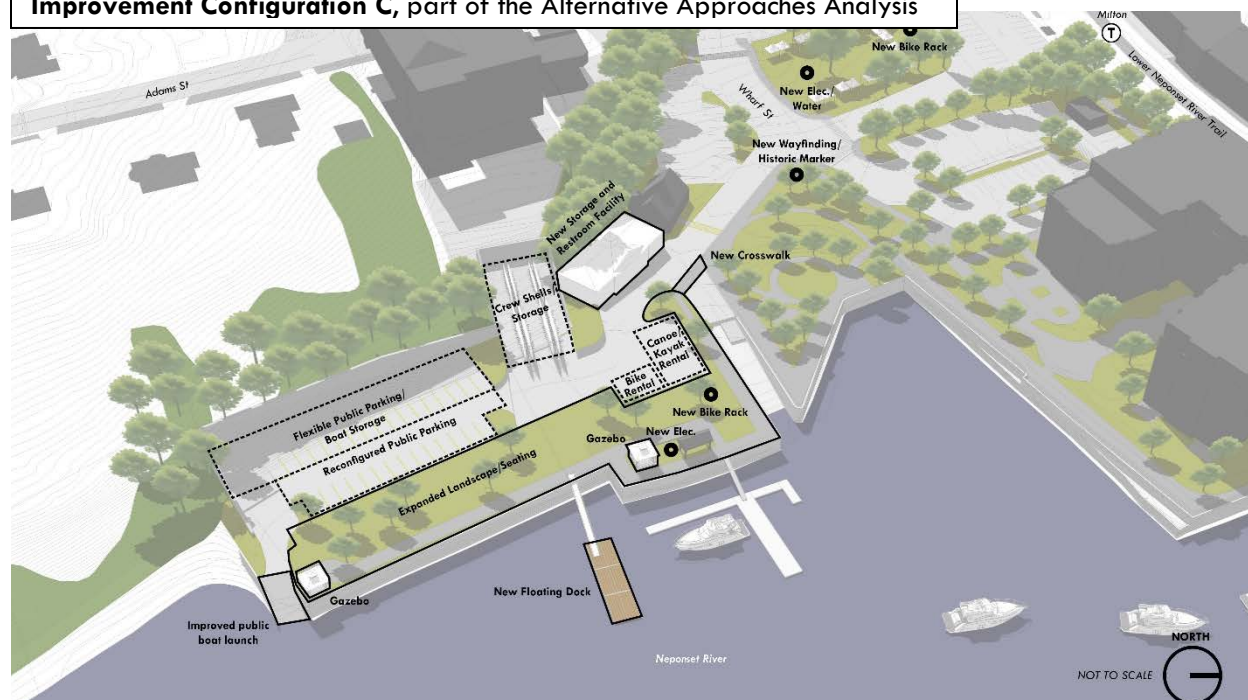 Improvement Configuration C, part of the Alternative Approaches Analysis
Milton
T
New Bike Rack
Lower Neponset River Trail
Adams St
New Elec./
Water
Wharf St
New Wayfinding/
Historic Marker
New Storage and
Restroom Facility
New Crosswalk
Crew Shells
Storage
Canoe/
Kayak
Rental
Bike
Rental
Flexible Public Parking/
Boat Storage
New Bike Rack
Reconfigured Public Parking
Gazebo
New Elec.
Expanded Landscape/Seating
New Floating Dock
Gazebo
Improved public
boat launch
Neponset River
NORTH
NOT TO SCALE